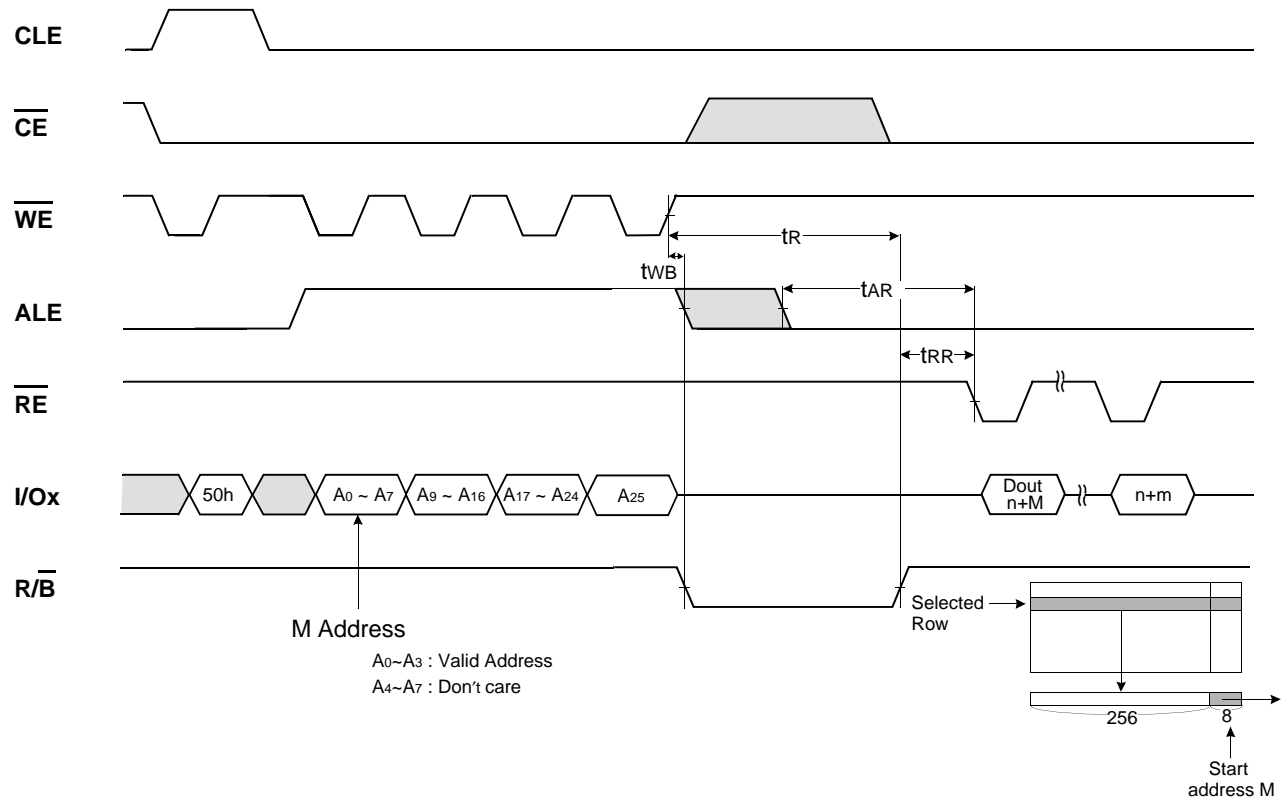 CLE
CE
WE
tR
tWB
ALE
tAR
tRR
RE
I/Ox
50h
A0 ~ A7
A9 ~ A16
A17 ~ A24
A25
Dout
n+M
n+m
R/B
M Address
A0~A3 : Valid Address
A4~A7 : Don't care
Selected
Row
256
8
Start
address M